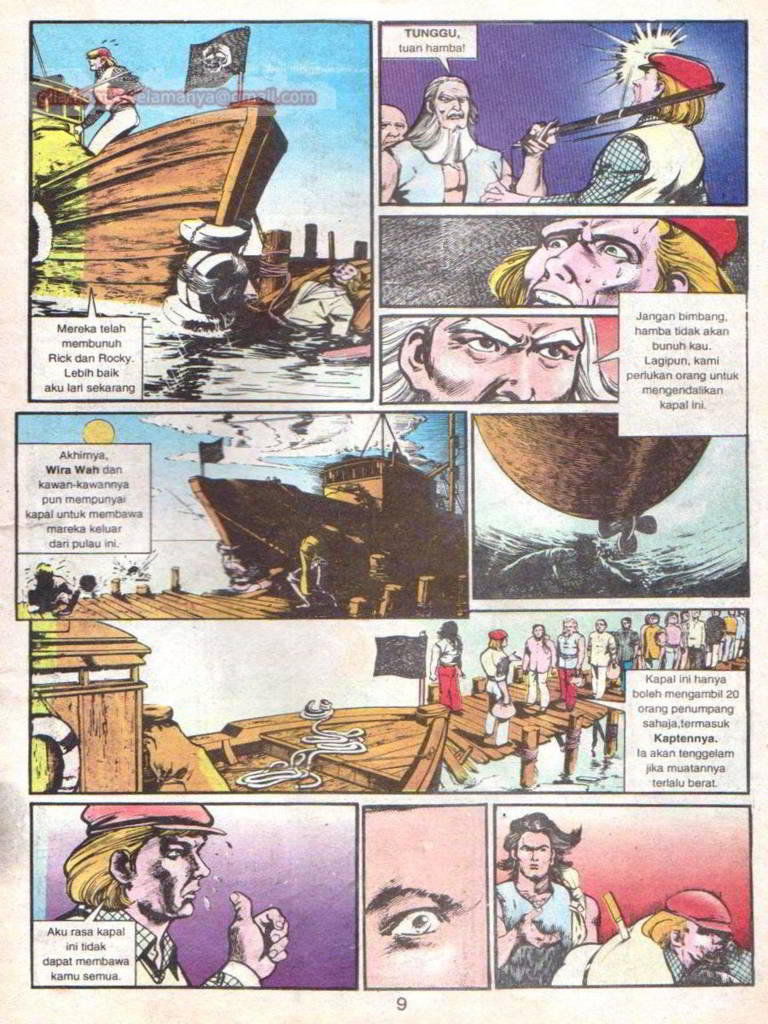 Mereka telah
membunuh
Rick dan Rocky.
Lebih baik
aku lari sekarang
TUNGGU,
tuan hamba!
Jangan bimbang,
hamba tidak akan
bunuh kau.
Lagipun, kami
perlukan orang untuk
mengendalikan
kapal ini.
Akhirnya,
Wira Wah dan
kawan-kawannya
pun mempunyai
kapal untuk membawa
mareka keluar
dari pulau ini.
Kapal ini hanya
boleh mengambil 20
orang penumpang
sahaja,termasuk
Kaptennya.
Ia akan tenggelam
jika muatannya
terlalu berat.
Aku rasa kapal
ini tidak
dapat membawa
kamu semua.
9